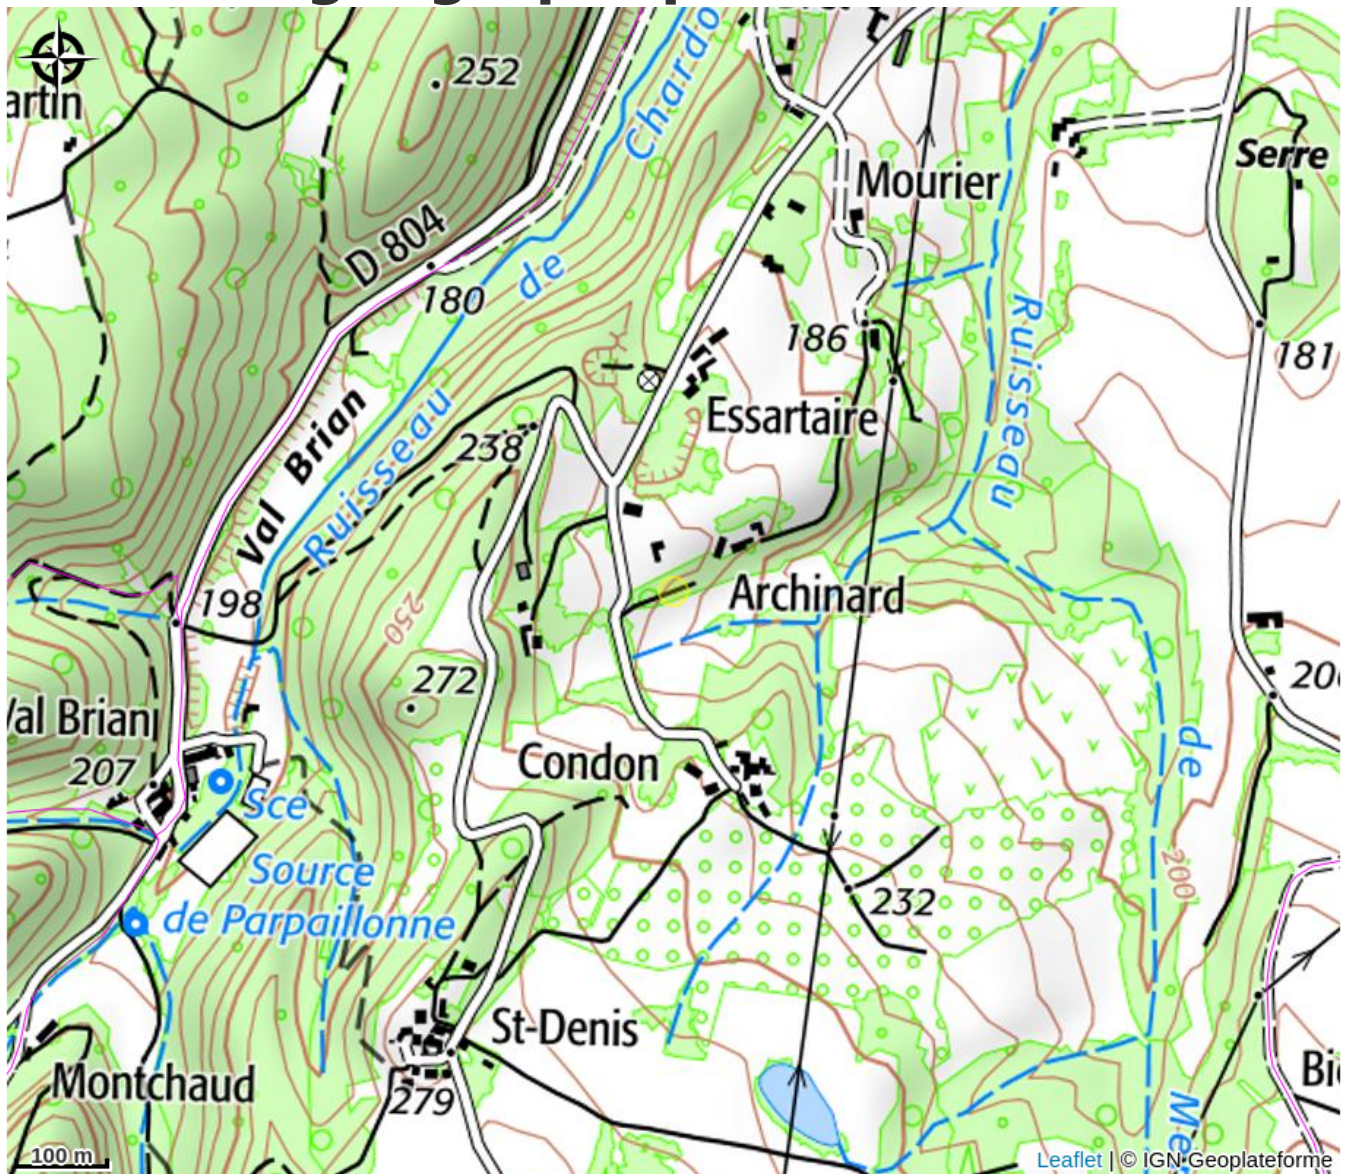 252
artin
Chardo
Serre
Mourier
D 804
de
180
186
Ruisseau
181
Essartaire
238
Val Brian
Ruisseau
Archinard
198
250
20
272
Val Brian
de
Condon
207
Sce
Source
de Parpaillonne
2000
232
St-Denis
Montchaud
279
Bi
Me
100 m
Leaflet | © IGN-Geoplateforme